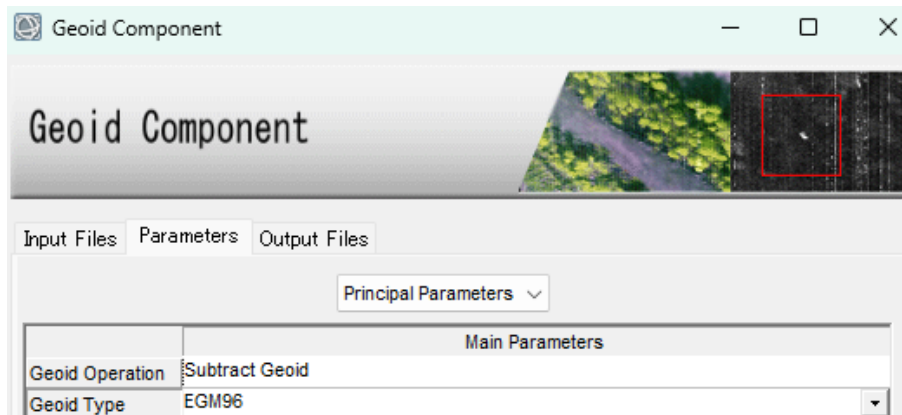 Geoid Component
Geoid Component
Input Files Parameters Output Files
Principal Parameters
Main Parameters
Geoid Operation Subtract Geoid
Geoid Type EGM96